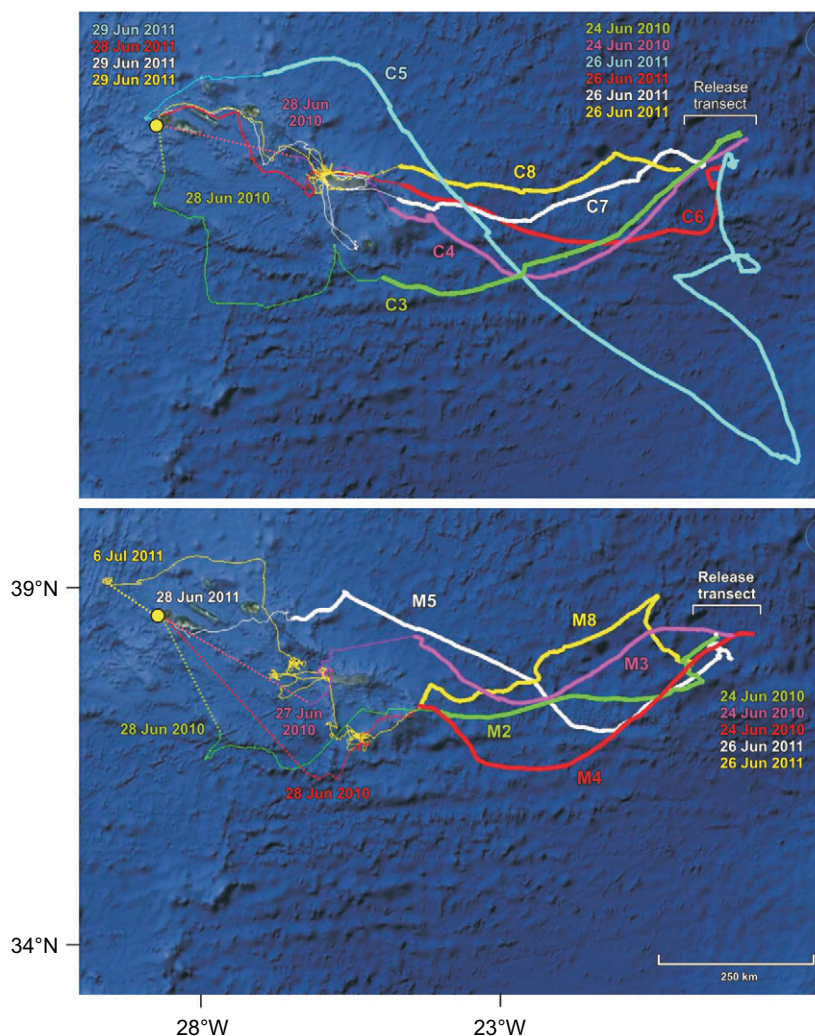 29 Jun 2011
28 Jun 2011
29 Jun 2011
29 Jun 2011
24 Jun 2010
24 Jun 2010
26 Jun 2011
26 Jun 2011
26 Jun 2011
26 Jun 2011
Release
transect
C5
28 Jun
2010
C8
C7
C6
28 Jun 2010
C4
C3
6 Jul 2011
39°N
28 Jun 2011
M5
Release
transect
M8
M3
27 Jun
2010
28 Jun 2010
24 Jun 2010
24 Jun 2010
24 Jun 2010
26 Jun 2011
26 Jun 2011
M2
M4
28 Jun 2010
34°N
250 km
28°W
23°W